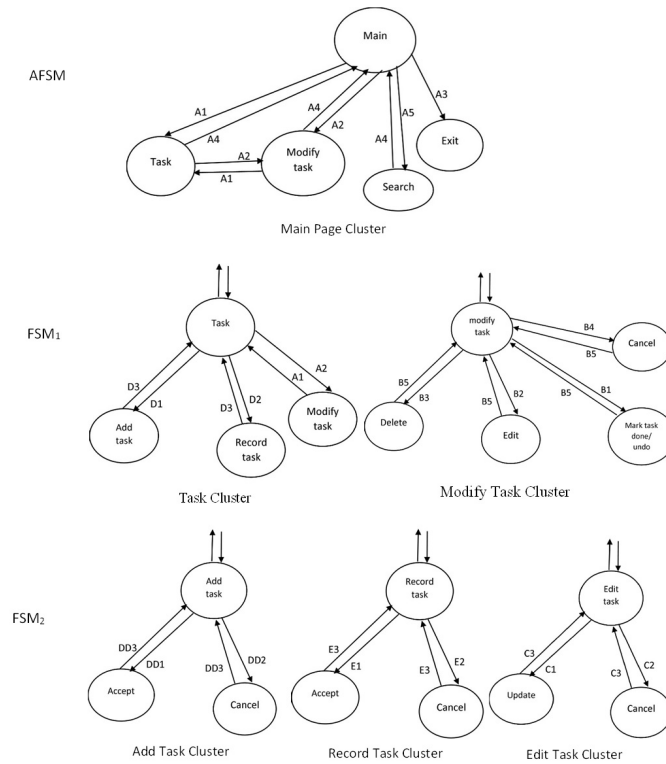 Main
AFSM
A1
A4
A4
A2
A5
A4
A3
Task
A2
A1
Modify
task
Search
Exit
Main Page Cluster
FSM1
Task
D3
D1
D3
D2
A1
A2
Add
task
Record
task
Modify
task
Task Cluster
modify
task
B4
B5
B5
B3
B5
B2
B1
B5
Cancel
Delete
Edit
Mark task
done/
undo
Modify Task Cluster
FSM2
Add
task
DD3
DD1
DD3
DD2
Accept
Cancel
Add Task Cluster
Record
task
E3
E1
E3
E2
Accept
Cancel
Record Task Cluster
Edit
task
C3
C1
C3
C2
Update
Cancel
Edit Task Cluster